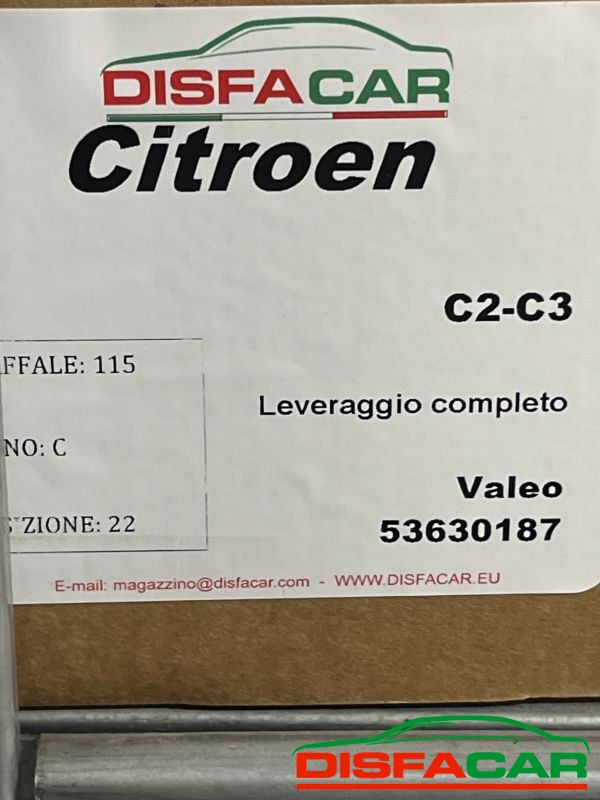 DISFACAR
Citroen
C2-C3
FFALE: 115
Leveraggio completo
NO: C
Valeo
ZIONE: 22
53630187
E-mail: magazzino@disfacar.com - WWW.DISFACAR.EU
DISFACAR